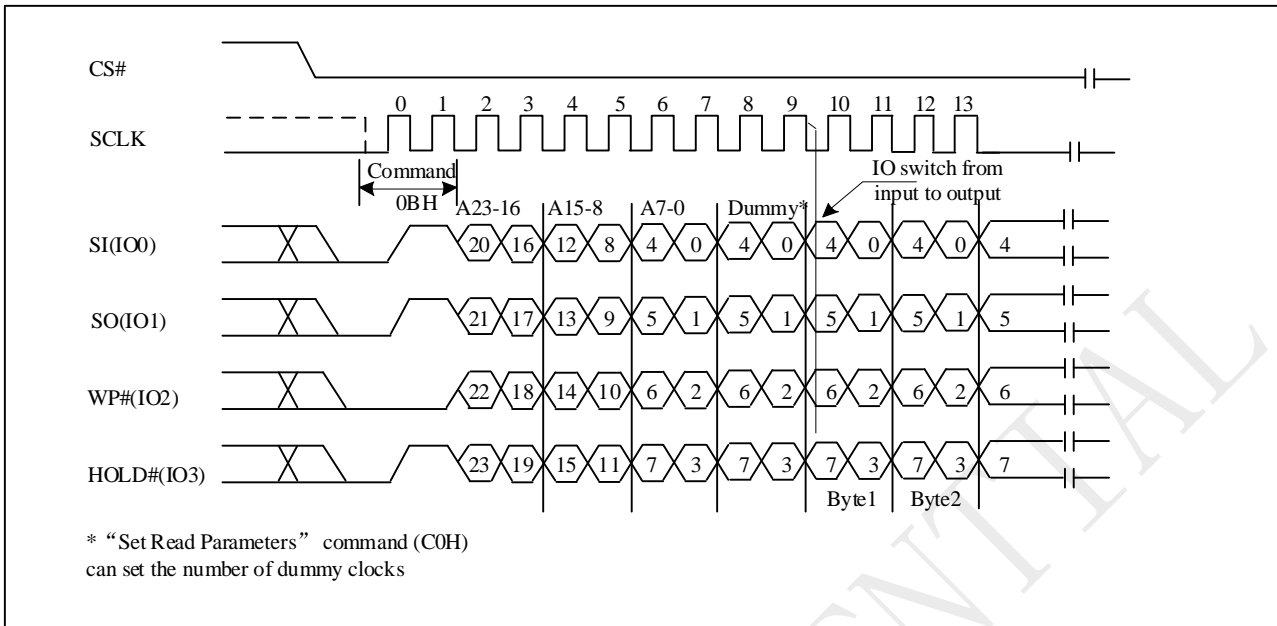 CS#
0 1 2 3 4 5 6 7 8 9 10 11 12 13
SCLK
Command
0BH
IO switch from
input to output
A23-16 A15-8 A7-0 Dummy*
SI(IO0) 20 16 12 8 4 0 4 0 4 0 4 0 4
SO(IO1) 21 17 13 9 5 1 5 1 5 1 5 1 5
WP#(IO2) 22 18 14 10 6 2 6 2 6 2 6 2 6
HOLD#(IO3) 23 19 15 11 7 3 7 3 7 3 7 3 7
Byte1 Byte2
* “Set Read Parameters” command (C0H)
can set the number of dummy clocks